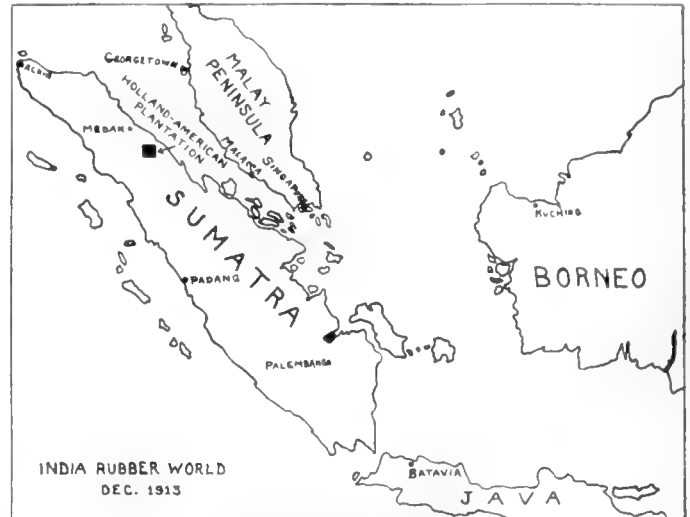 GEORGETOWN
MALAY
PENINSULA
HOLLAND-AMERICAN
PLANTATION
MEDAN
MALACCA
SINGAPORE
SUMATRA
KUCHING
BORNEO
PADANG
PALEMBANG
INDIA RUBBER WORLD
DEC. 1913
BATAVIA
JAVA